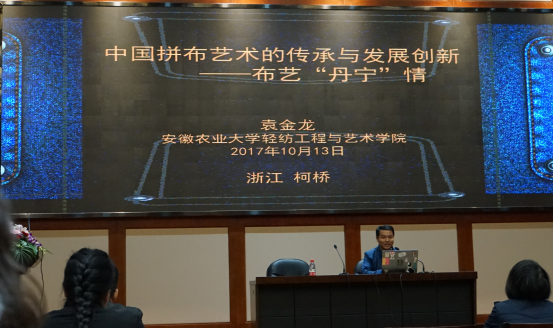 中国拼布艺术的传承与发展创新
——布艺“丹宁”情
袁金龙
安徽农业大学轻纺工程与艺术学院
2017年10月13日
浙江 柯桥